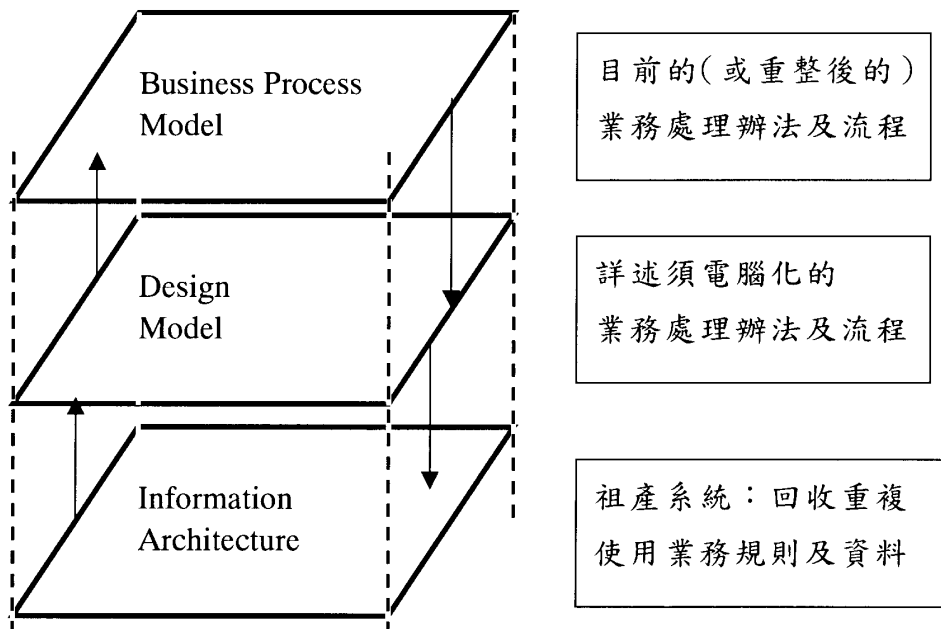 Business Process
Model
目前的(或重整後的)
業務處理辦法及流程
Design
Model
詳述須電腦化的
業務處理辦法及流程
Information
Architecture
祖產系統：回收重複
使用業務規則及資料